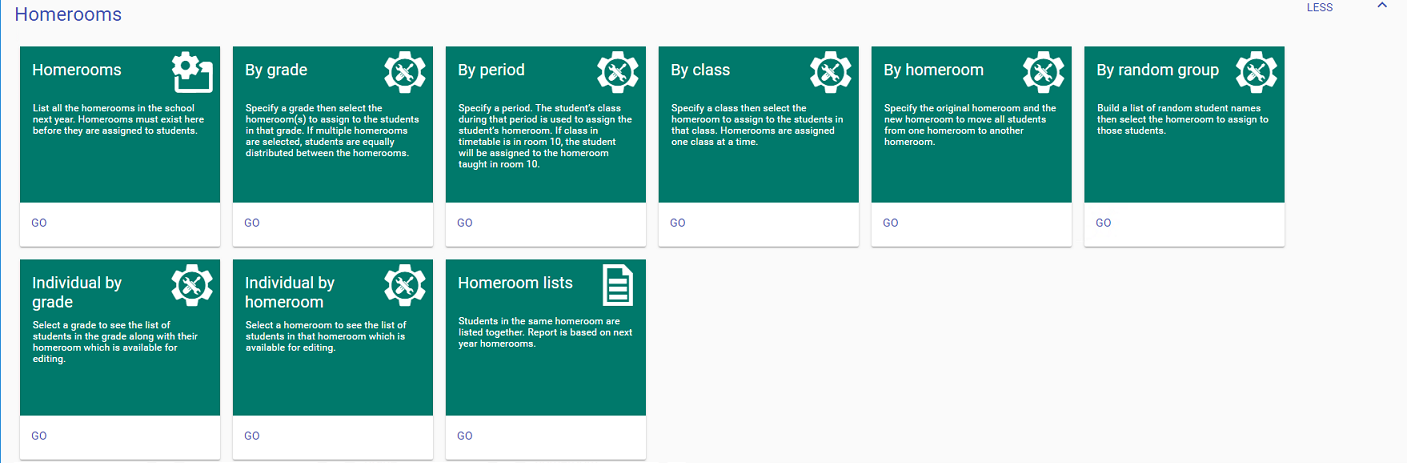 Homerooms
LESS
Homerooms
List all the homerooms in the school
next year. Homerooms must exist here
before they are assigned to students.
GO
By grade
Specify a grade then select the
homeroom(s) to assign to the students
in that grade. If multiple homerooms
are selected, students are equally
distributed between the homerooms.
GO
By period
Specify a period. The student's class
during that period is used to assign the
student's homeroom. If class in
timetable is in room 10, the student
will be assigned to the homeroom
taught in room 10.
GO
By class
Specify a class then select the
homeroom to assign to the students in
that class. Homerooms are assigned
one class at a time.
GO
By homeroom
Specify the original homeroom and the
new homeroom to move all students
from one homeroom to another
homeroom.
GO
By random group
Build a list of random student names
then select the homeroom to assign to
those students.
GO
Individual by
grade
Select a grade to see the list of
students in the grade along with their
homeroom which is available for
editing.
GO
Individual by
homeroom
Select a homeroom to see the list of
students in that homeroom which is
available for editing.
GO
Homeroom lists
Students in the same homeroom are
listed together. Report is based on next
year homerooms.
GO